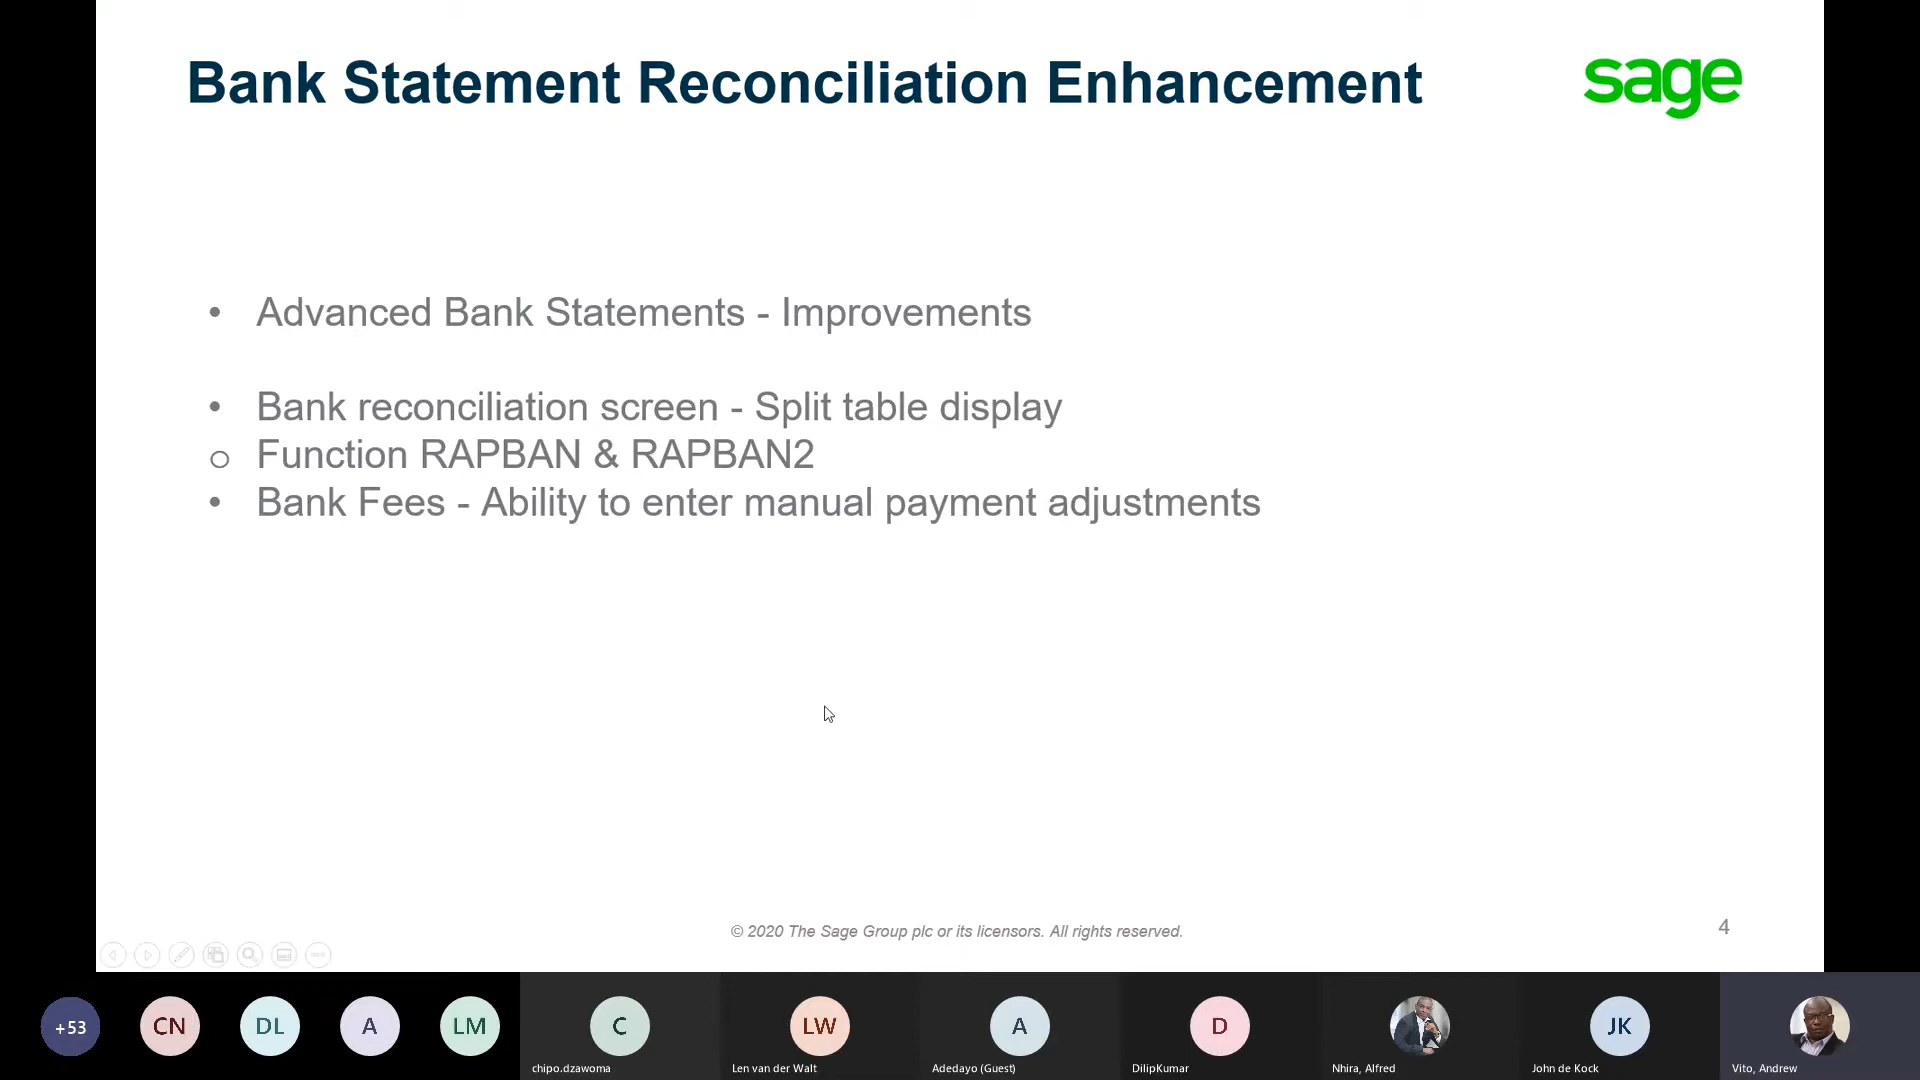 Bank Statement Reconciliation Enhancement
sage
• Advanced Bank Statements - Improvements
• Bank reconciliation screen - Split table display
o Function RAPBAN & RAPBAN2
• Bank Fees - Ability to enter manual payment adjustments
© 2020 The Sage Group plc or its licensors. All rights reserved.
4
+53
CN
DL
A
LM
C
LW
A
D
JK
chipo.dzawoma
Len van der Walt
Adedayo (Guest)
DilipKumar
Nhira, Alfred
John de Kock
Vito, Andrew